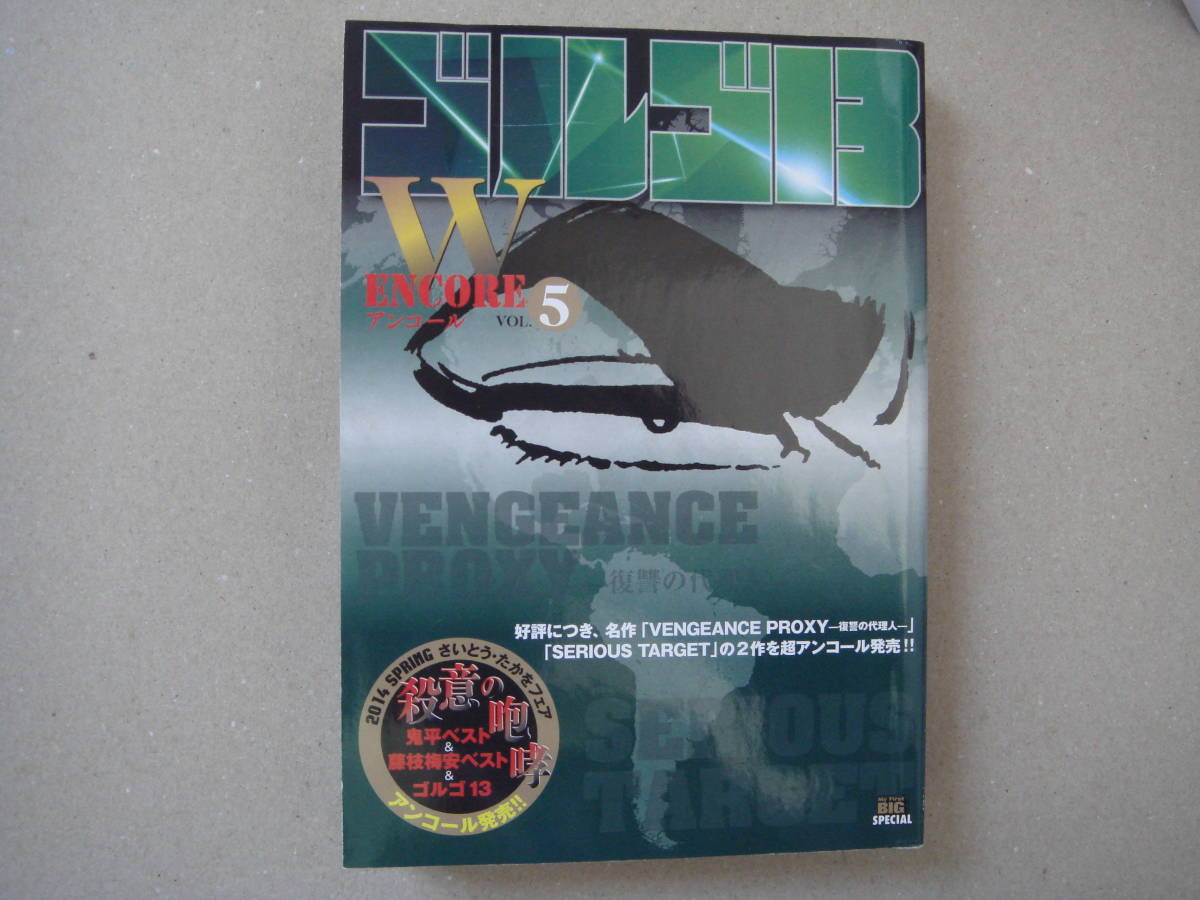 ゴルゴ13
W
ENCORE
アンコール VOL.5
VENGEANCE
PROXY 復讐の代
好評につき、名作「VENGEANCE PROXY―復讐の代理人―」
「SERIOUS TARGET」の2作を超アンコール発売!!
2014 SPRING さいとう・たかをフェア
殺意の咆哮
鬼平ベスト
&
藤枝梅安ベスト
&
ゴルゴ13
アンコール発売!!
SERIOUS
TARGET
My First
BIG
SPECIAL